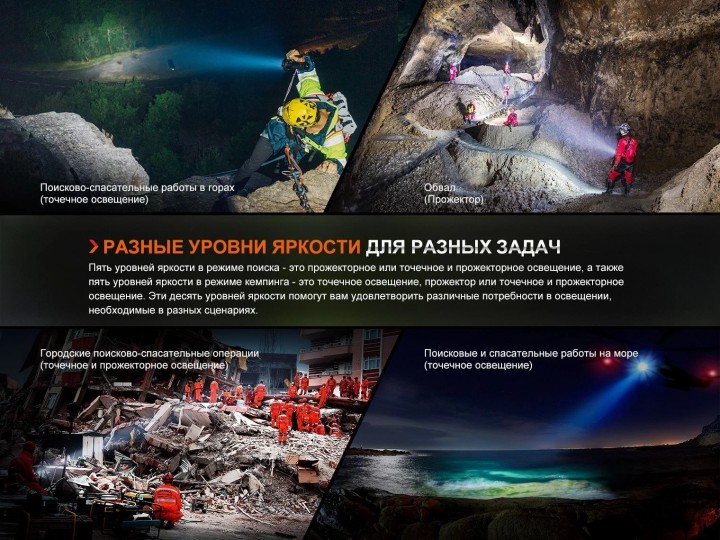 Поисково-спасательные работы в горах
(точечное освещение)
Обвал
(Прожектор)
РАЗНЫЕ УРОВНИ ЯРКОСТИ ДЛЯ РАЗНЫХ ЗАДАЧ
Пять уровней яркости в режиме поиска - это прожекторное или точечное и прожекторное освещение, а также
пять уровней яркости в режиме кемпинга - это точечное освещение, прожектор или точечное и прожекторное
освещение. Эти десять уровней яркости помогут вам удовлетворить различные потребности в освещении,
необходимые в разных сценариях.
Городские поисково-спасательные операции
(точечное и прожекторное освещение)
Поисковые и спасательные работы на море
(точечное освещение)